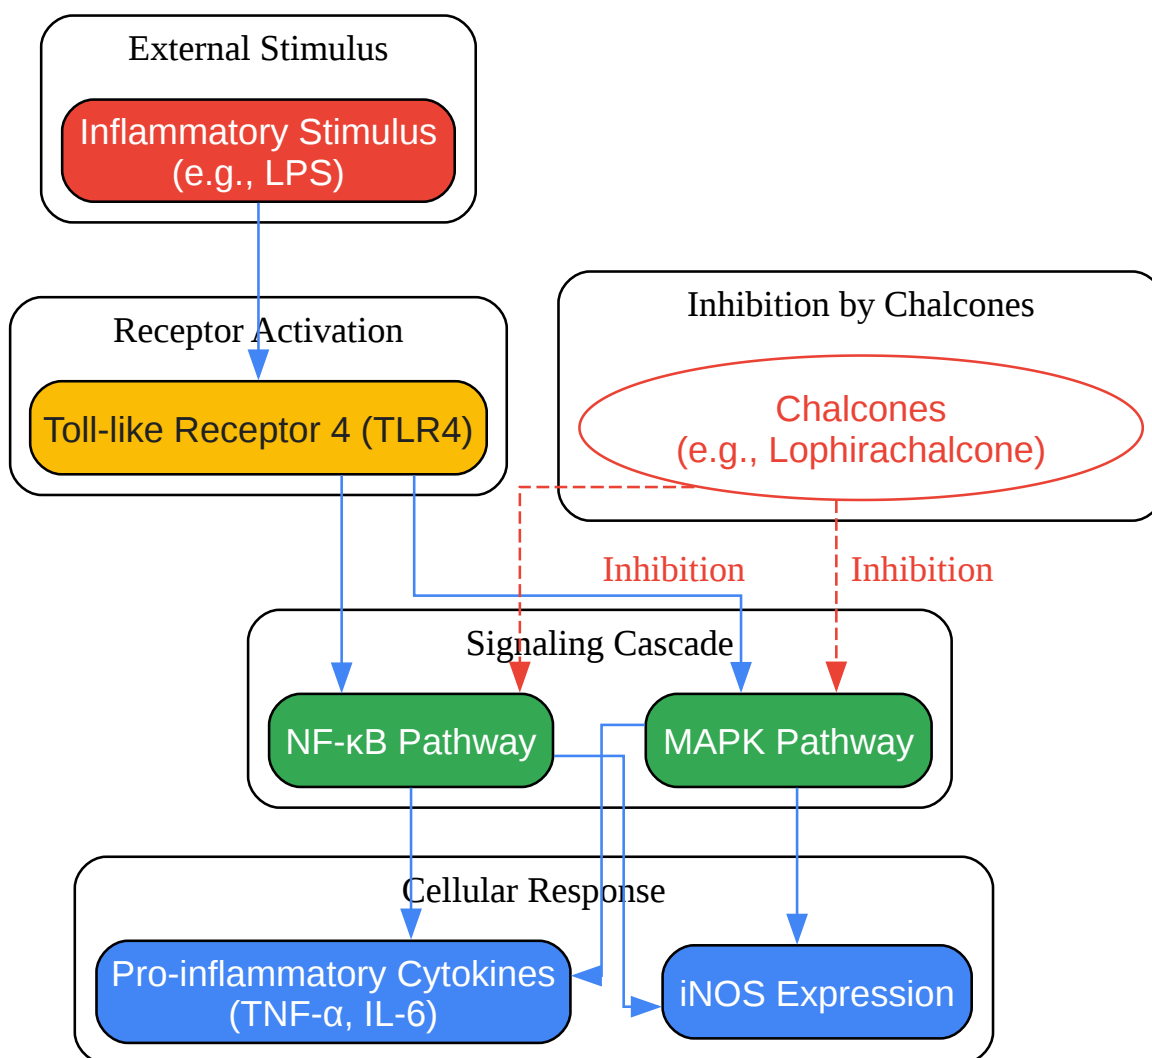 External Stimulus
Inflammatory Stimulus
(e.g., LPS)
Receptor Activation
Toll-like Receptor 4 (TLR4)
Inhibition by Chalcones
Chalcones
(e.g., Lophirachalcone)
Inhibition
Inhibition
Signaling Cascade
NF-κB Pathway
MAPK Pathway
Cellular Response
Pro-inflammatory Cytokines
(TNF-α, IL-6)
iNOS Expression